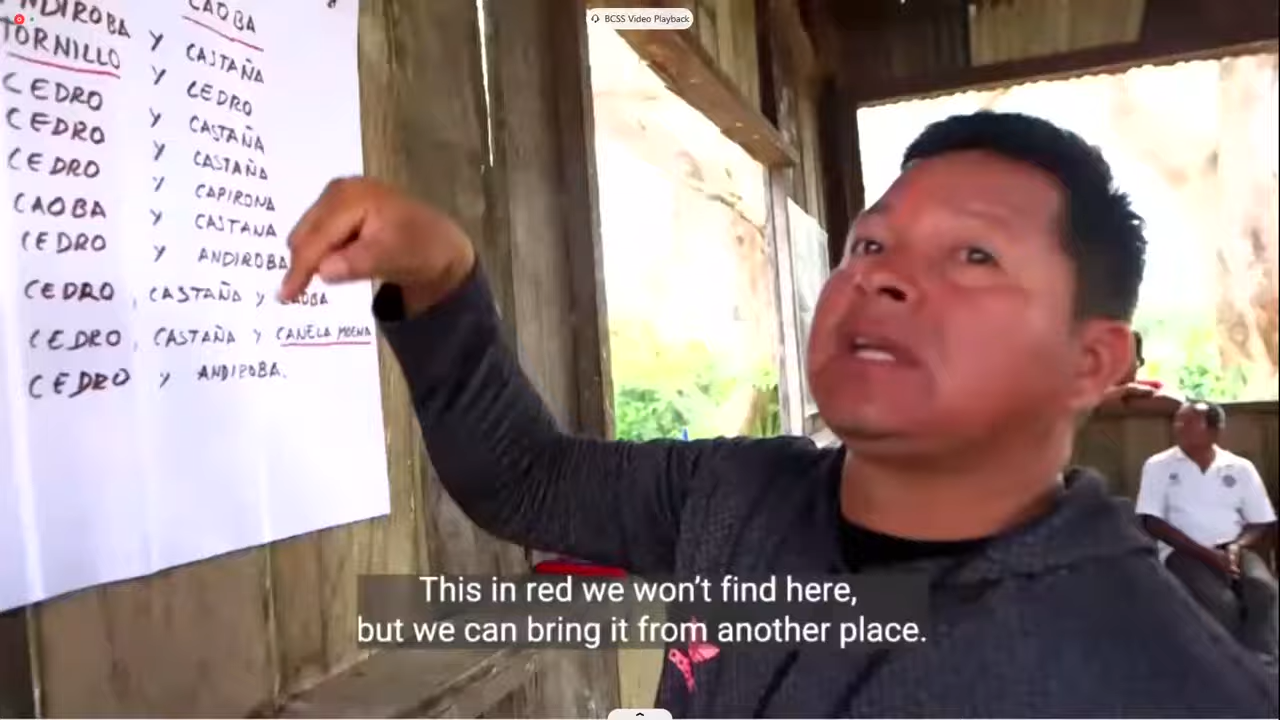 BCSS Video Playback
ANDIROBA Y CAOBA
TORNILLO Y CASTAÑA
CEDRO Y CEDRO
CEDRO Y CASTAÑA
CEDRO Y CASTAÑA
CAOBA Y CAPIRONA
CEDRO Y CASTANA
CEDRO, CASTAÑA Y ANDIROBA
CEDRO, CASTAÑA Y CAOBA
CANELA MOENA
CEDRO Y ANDIROBA.
This in red we won't find here,
but we can bring it from another place.